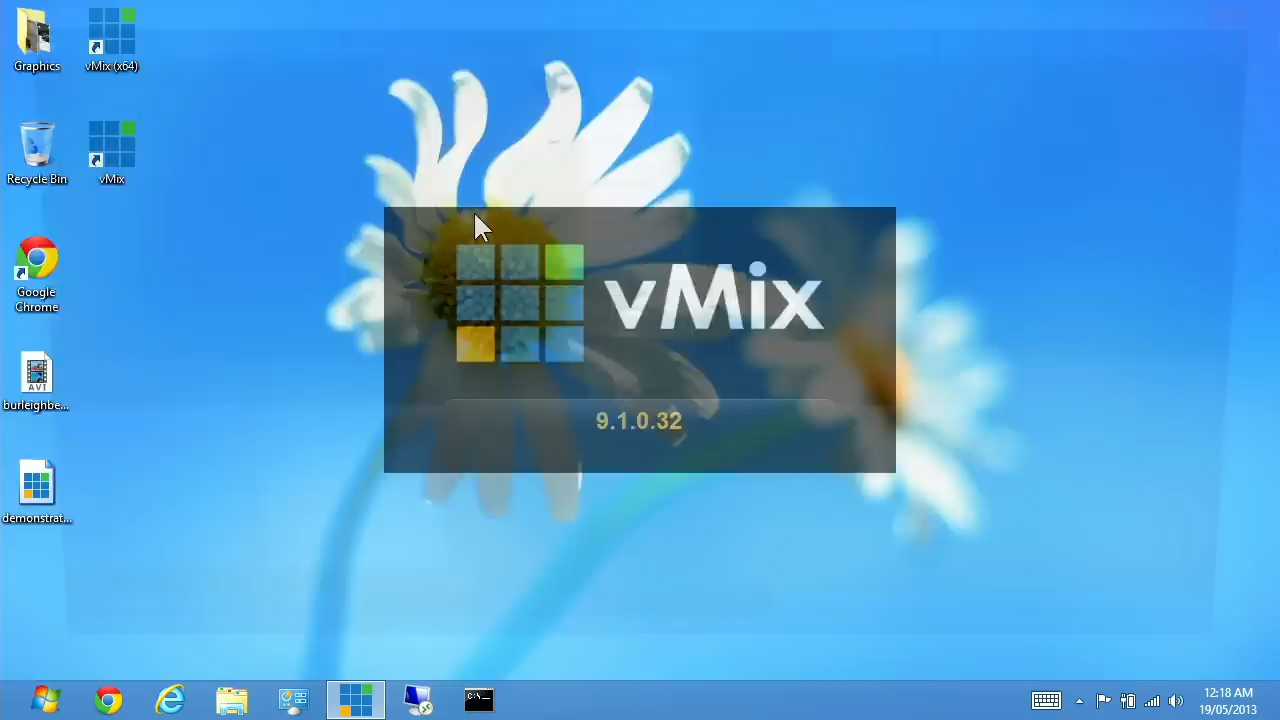 Graphics
vMix (x64)
Recycle Bin
vMix
Google
Chrome
AVI
burleighbe...
demonstrat...
vMix
9.1.0.32
C:\_
12:18 AM
19/05/2013